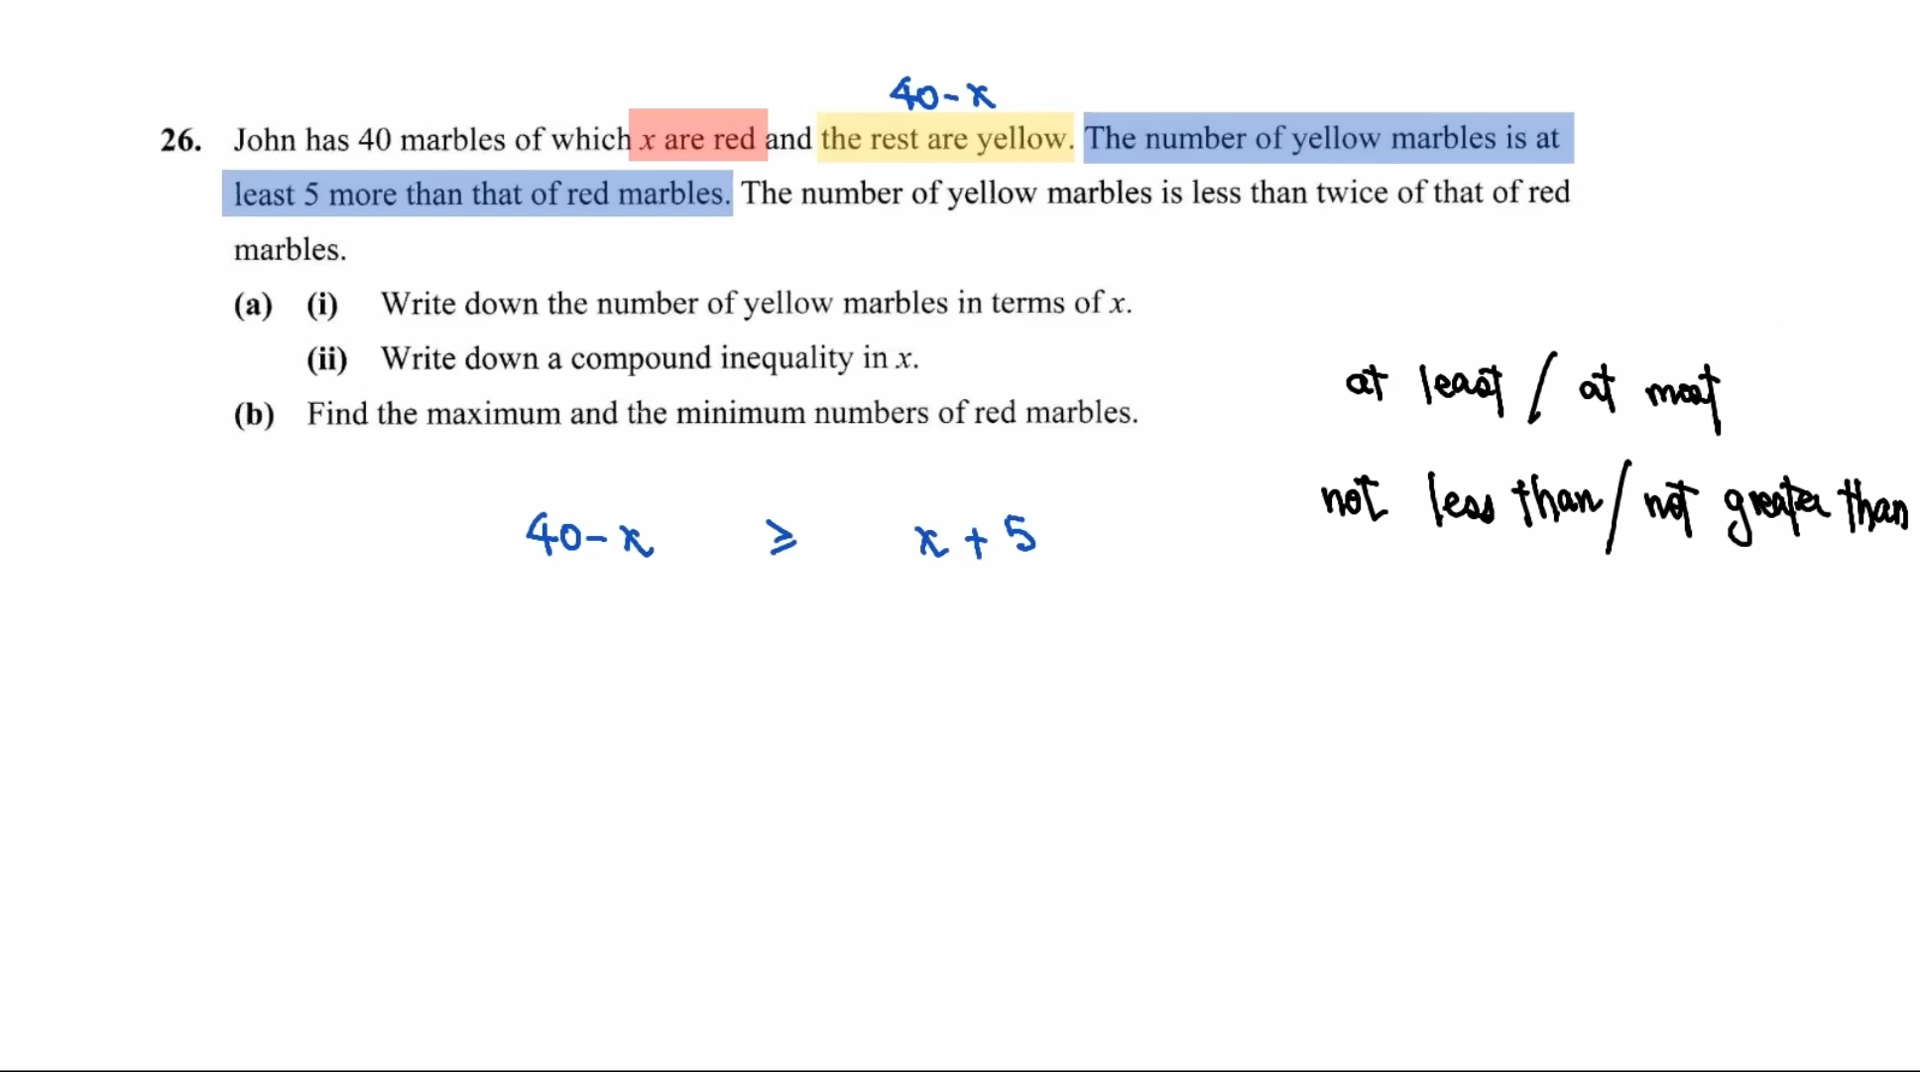 40-x
26. John has 40 marbles of which x are red and the rest are yellow. The number of yellow marbles is at
least 5 more than that of red marbles. The number of yellow marbles is less than twice of that of red
marbles.
(a) (i) Write down the number of yellow marbles in terms of x.
(ii) Write down a compound inequality in x.
(b) Find the maximum and the minimum numbers of red marbles.
at least / at most
not less than / not greater than
40-x ≥ x + 5